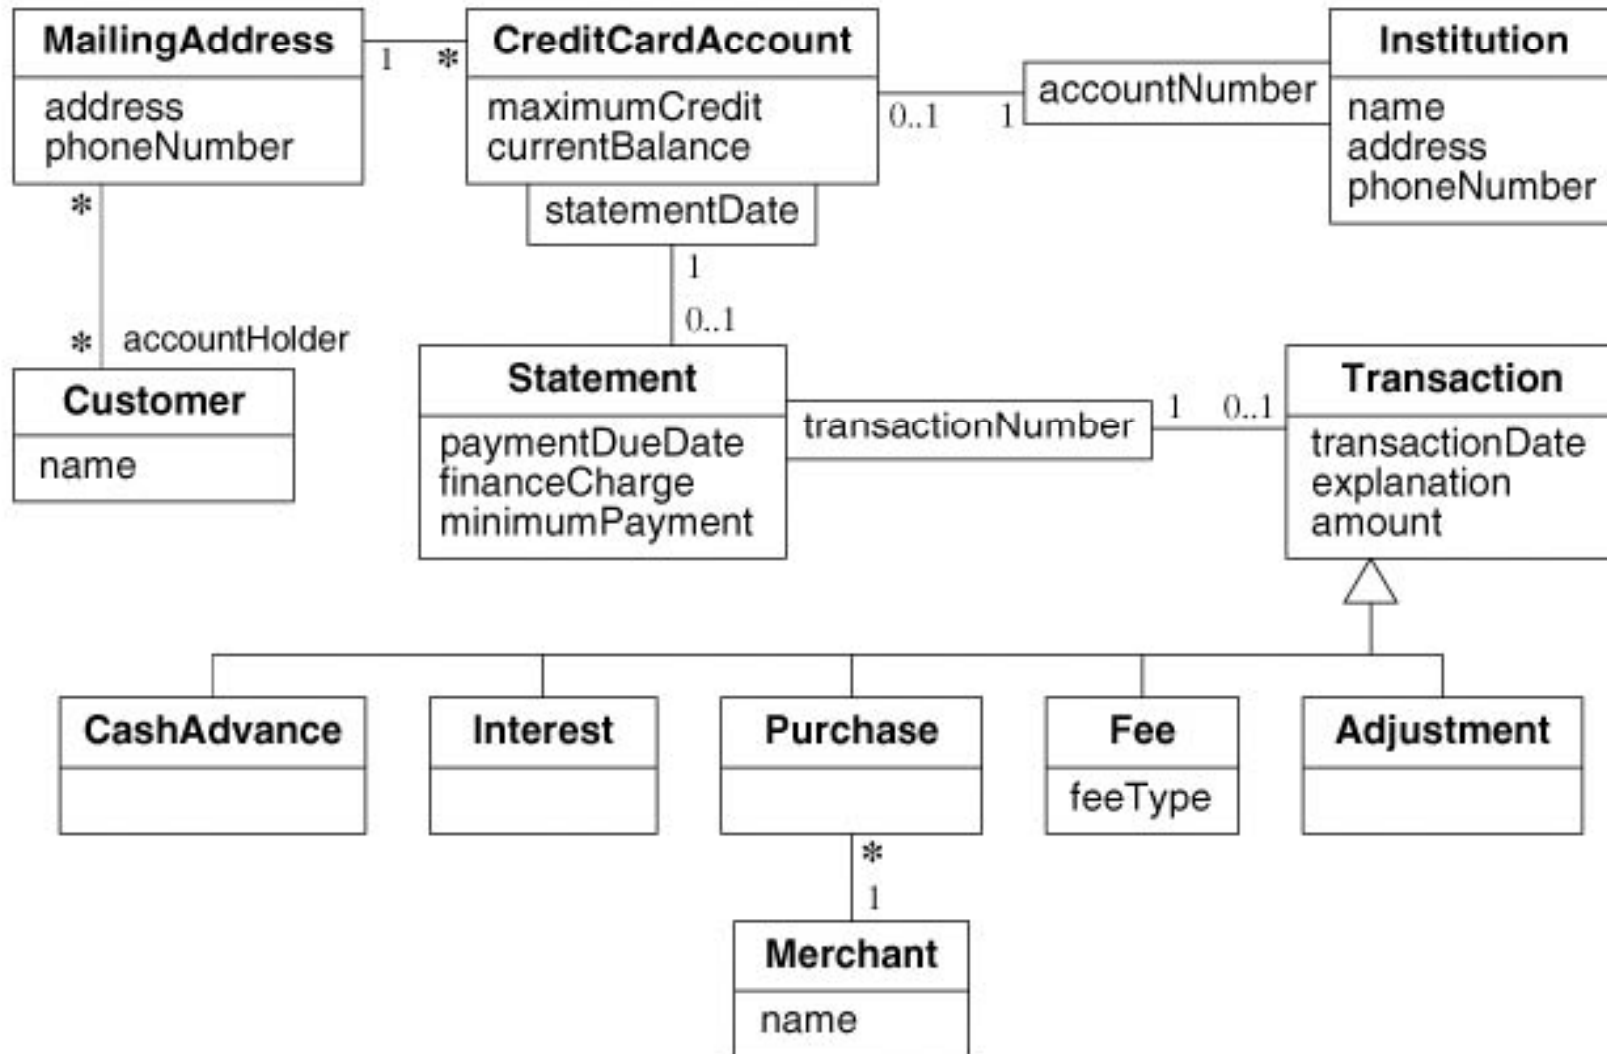 MailingAddress
address
phoneNumber
1
*
CreditCardAccount
maximumCredit
currentBalance
statementDate
0..1
1
accountNumber
Institution
name
address
phoneNumber
*
*
accountHolder
Customer
name
1
0..1
Statement
paymentDueDate
financeCharge
minimumPayment
transactionNumber
1
0..1
Transaction
transactionDate
explanation
amount
CashAdvance
Interest
Purchase
Fee
feeType
Adjustment
*
1
Merchant
name